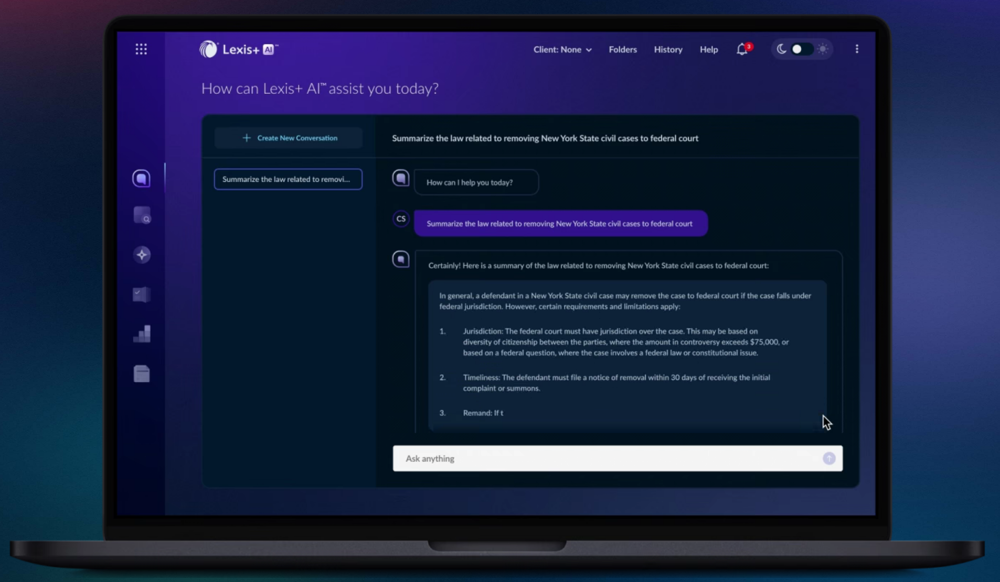 Lexis+ AI™
Client: None
Folders
History
Help
3
How can Lexis+ AI™ assist you today?
Create New Conversation
Summarize the law related to removing New York State civil cases to federal court
Summarize the law related to removi...
How can I help you today?
CS
Summarize the law related to removing New York State civil cases to federal court
Certainly! Here is a summary of the law related to removing New York State civil cases to federal court:
In general, a defendant in a New York State civil case may remove the case to federal court if the case falls under
federal jurisdiction. However, certain requirements and limitations apply:
1. Jurisdiction: The federal court must have jurisdiction over the case. This may be based on
diversity of citizenship between the parties, where the amount in controversy exceeds $75,000, or
based on a federal question, where the case involves a federal law or constitutional issue.
2. Timeliness: The defendant must file a notice of removal within 30 days of receiving the initial
complaint or summons.
3. Remand: If t
Ask anything